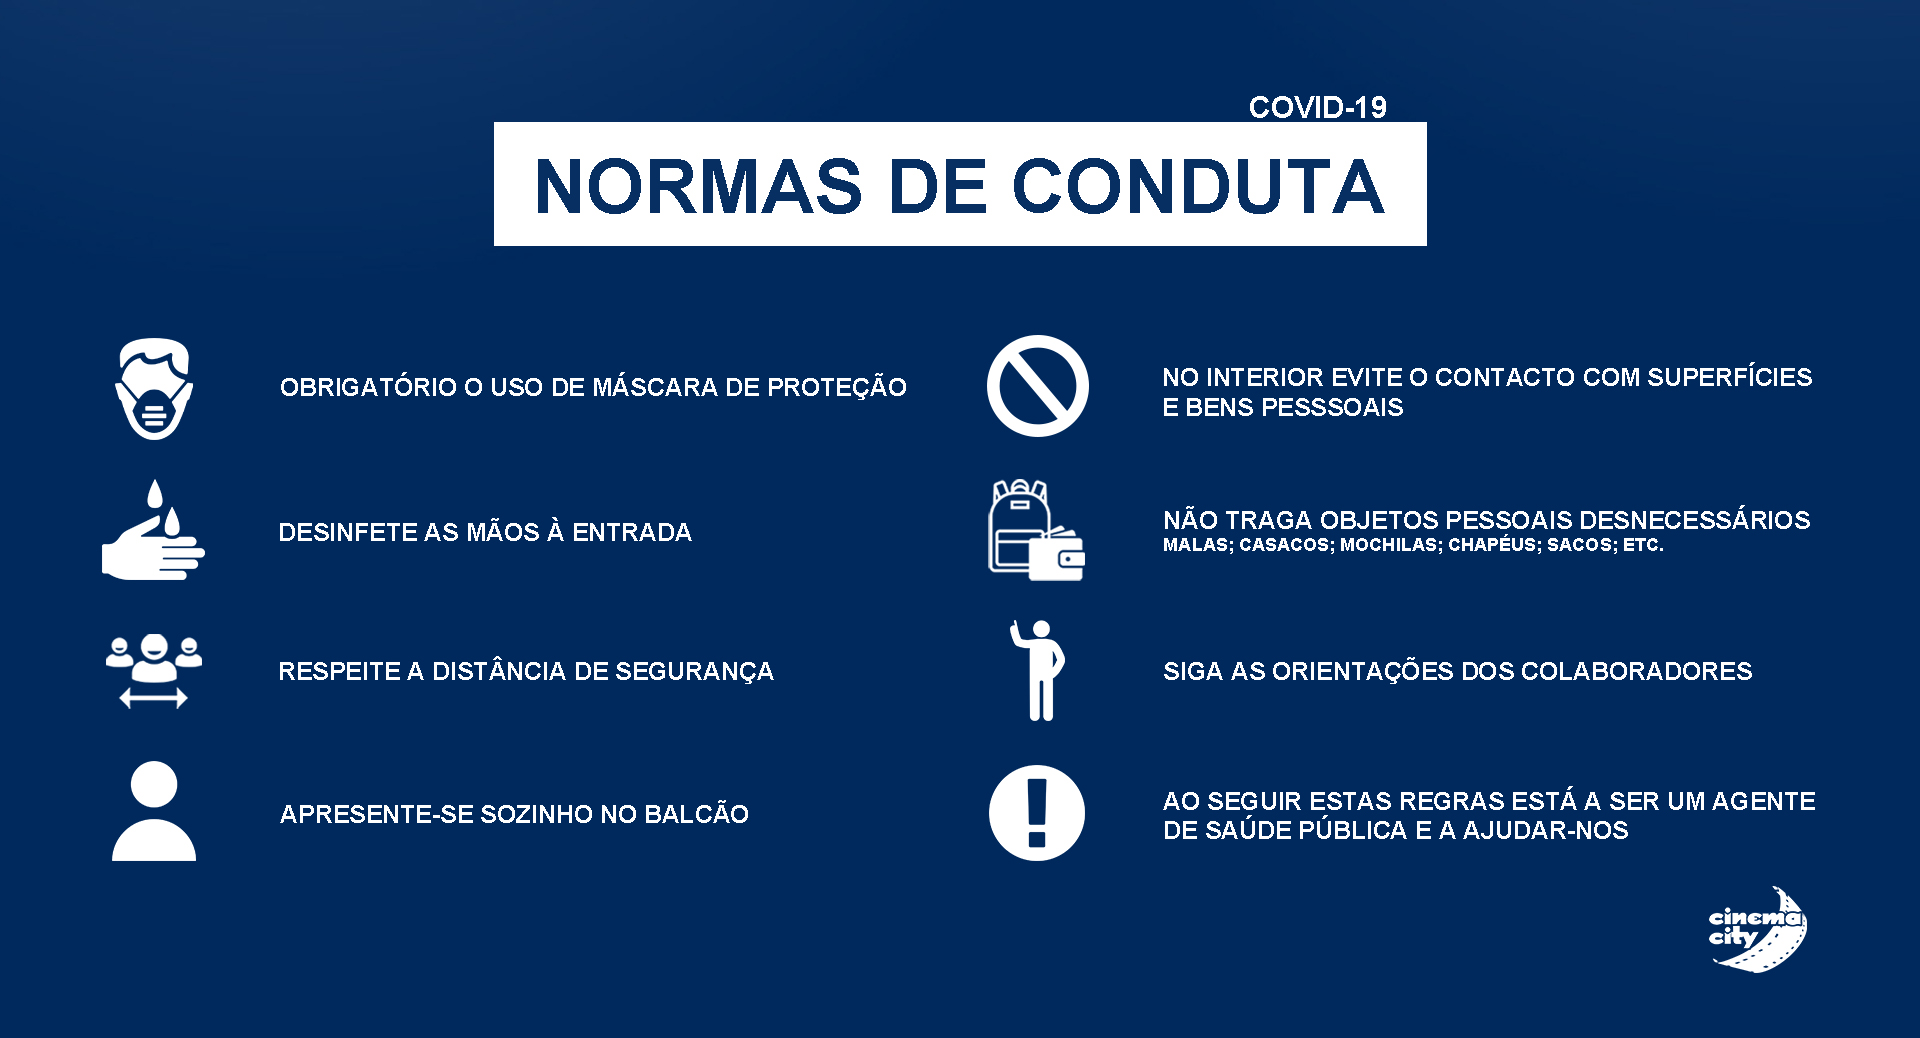 COVID-19
NORMAS DE CONDUTA
OBRIGATÓRIO O USO DE MÁSCARA DE PROTEÇÃO
DESINFETE AS MÃOS À ENTRADA
RESPEITE A DISTÂNCIA DE SEGURANÇA
APRESENTE-SE SOZINHO NO BALCÃO
NO INTERIOR EVITE O CONTACTO COM SUPERFÍCIES
E BENS PESSSOAIS
NÃO TRAGA OBJETOS PESSOAIS DESNECESSÁRIOS
MALAS; CASACOS; MOCHILAS; CHAPÉUS; SACOS; ETC.
SIGA AS ORIENTAÇÕES DOS COLABORADORES
AO SEGUIR ESTAS REGRAS ESTÁ A SER UM AGENTE
DE SAÚDE PÚBLICA E A AJUDAR-NOS
cinema
city